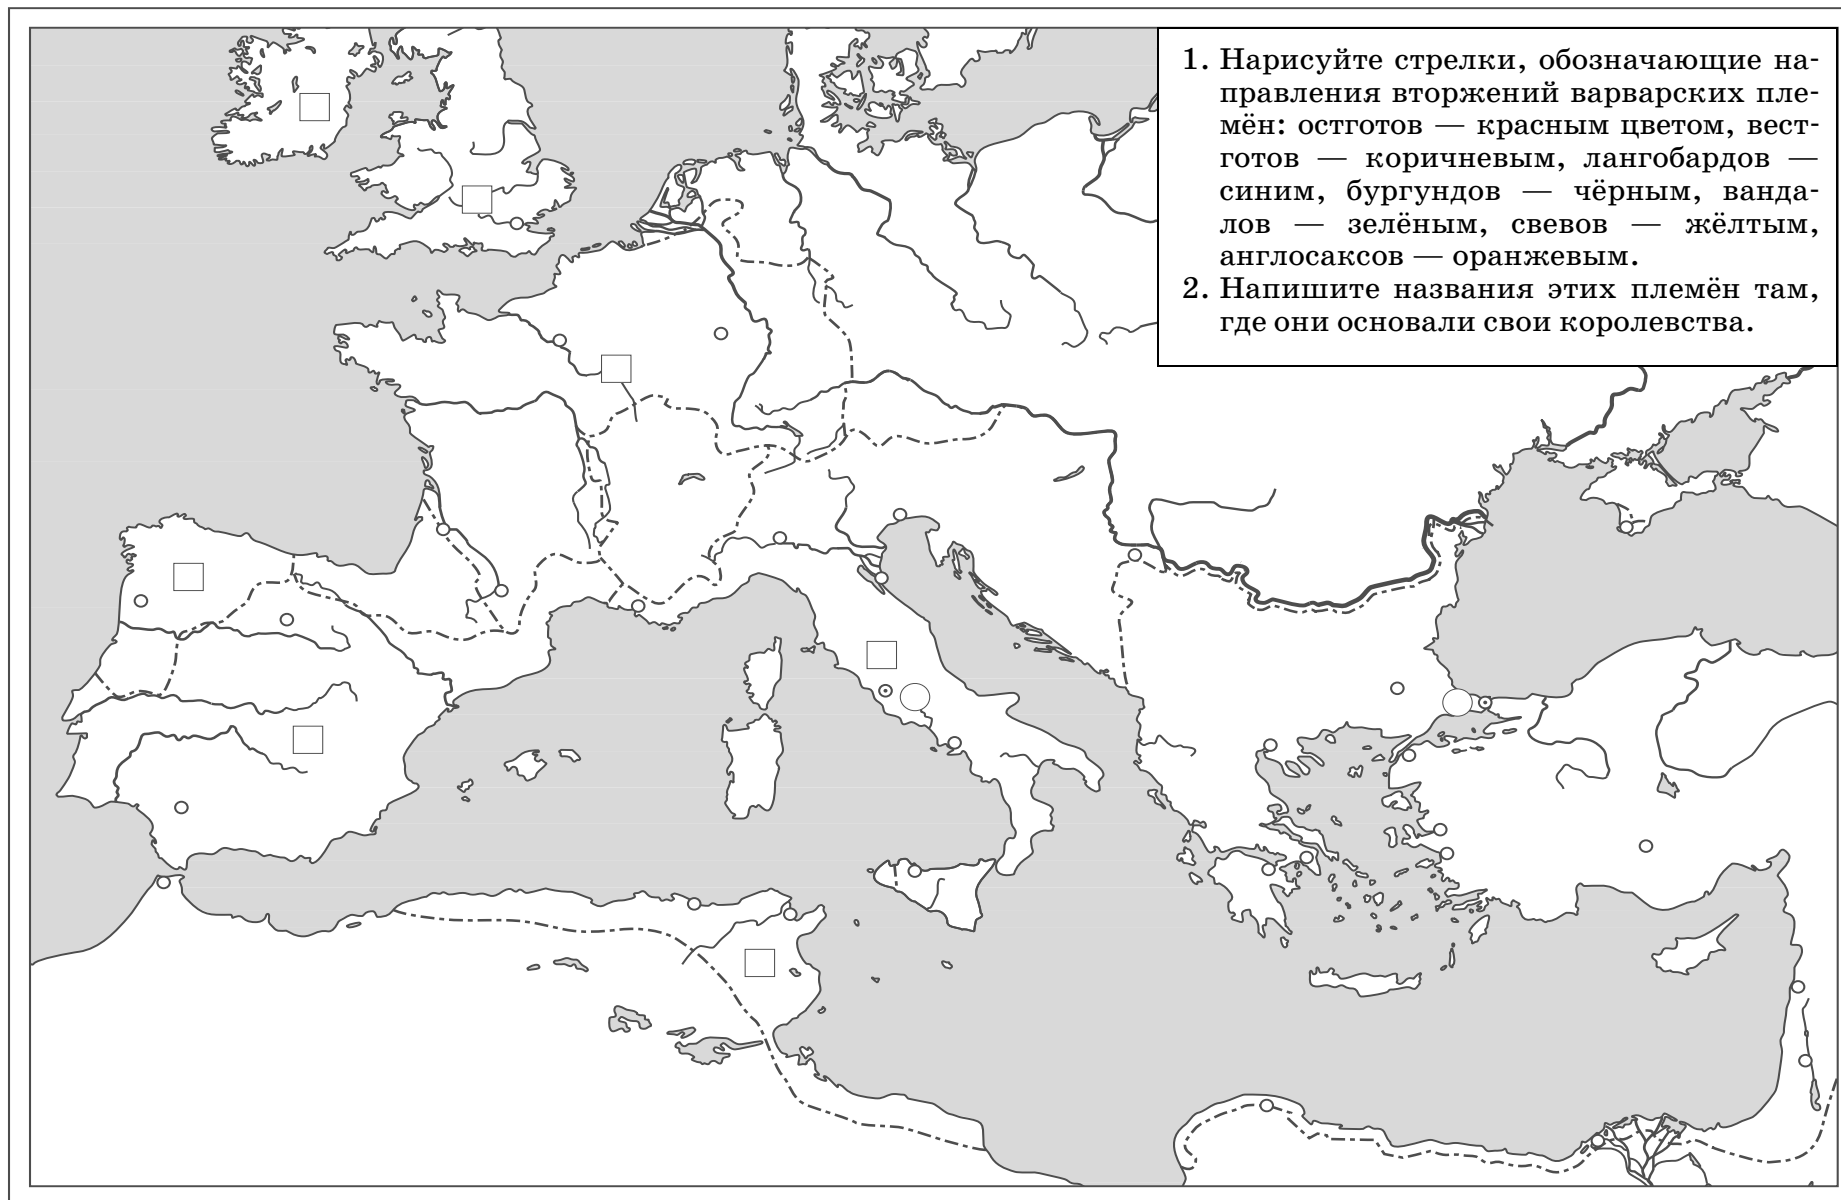 1. Нарисуйте стрелки, обозначающие на-
правления вторжений варварских пле-
мён: остготов — красным цветом, вест-
готов — коричневым, лангобардов —
синим, бургундов — чёрным, ванда-
лов — зелёным, свевов — жёлтым,
англосаксов — оранжевым.
2. Напишите названия этих племён там,
где они основали свои королевства.